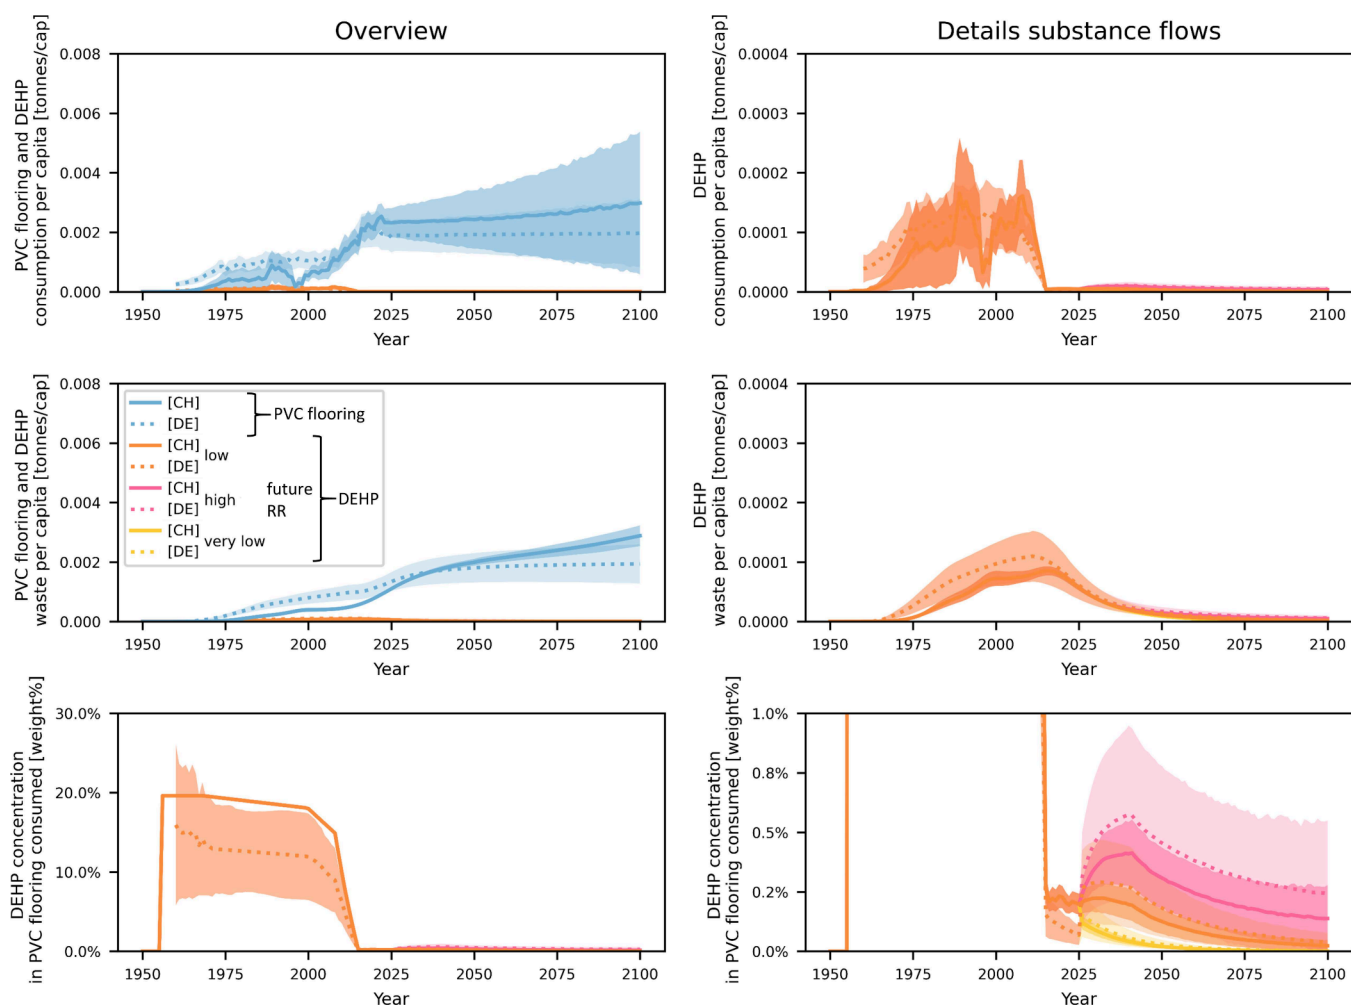 Overview
PVC flooring and DEHP
consumption per capita [tonnes/cap]
0.008
0.006
0.004
0.002
0.000
1950 1975 2000 2025 2050 2075 2100
Year
Details substance flows
DEHP
consumption per capita [tonnes/cap]
0.0004
0.0003
0.0002
0.0001
0.0000
1950 1975 2000 2025 2050 2075 2100
Year
PVC flooring and DEHP
waste per capita [tonnes/cap]
0.008
0.006
0.004
0.002
0.000
[CH]
[DE]
PVC flooring
[CH]
[DE]
low
[CH]
[DE]
high
[CH]
[DE]
very low
future
RR
DEHP
1950 1975 2000 2025 2050 2075 2100
Year
DEHP
waste per capita [tonnes/cap]
0.0004
0.0003
0.0002
0.0001
0.0000
1950 1975 2000 2025 2050 2075 2100
Year
DEHP concentration
in PVC flooring consumed [weight%]
30.0%
20.0%
10.0%
0.0%
1950 1975 2000 2025 2050 2075 2100
Year
DEHP concentration
in PVC flooring consumed [weight%]
1.0%
0.8%
0.5%
0.2%
0.0%
1950 1975 2000 2025 2050 2075 2100
Year